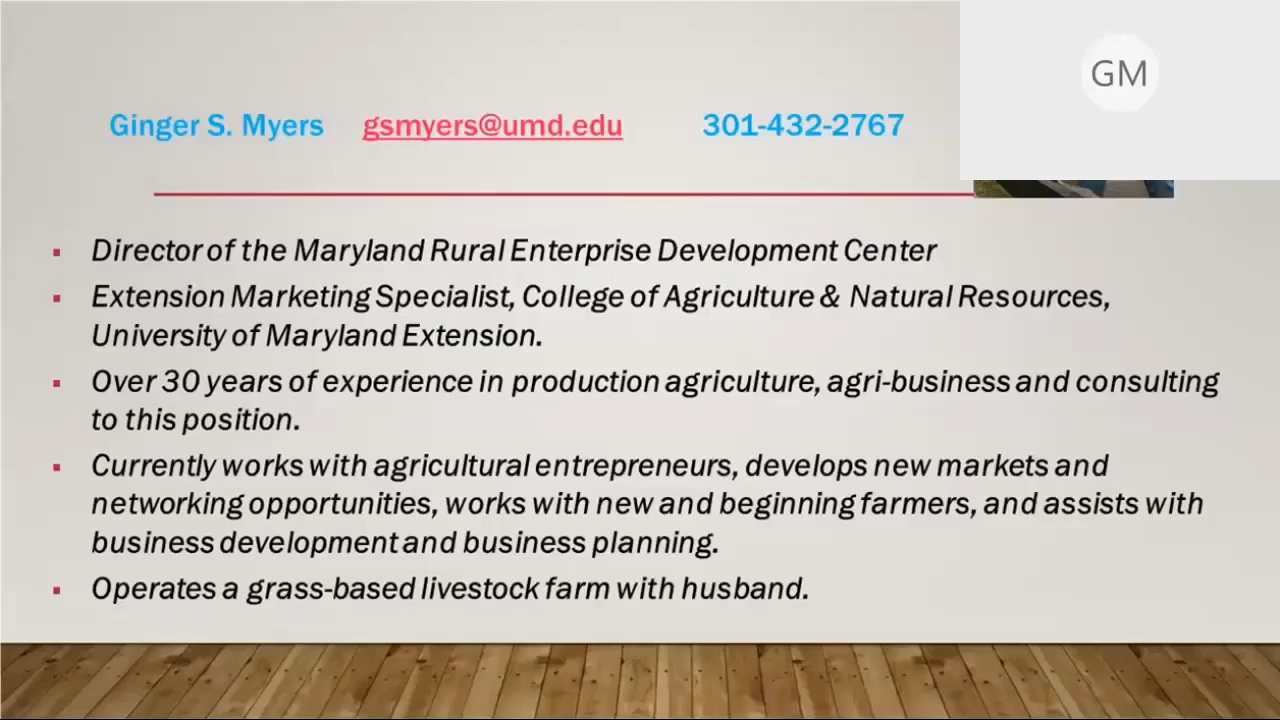 GM
Ginger S. Myers gsmyers@umd.edu 301-432-2767
▪ Director of the Maryland Rural Enterprise Development Center
▪ Extension Marketing Specialist, College of Agriculture & Natural Resources,
University of Maryland Extension.
▪ Over 30 years of experience in production agriculture, agri-business and consulting
to this position.
▪ Currently works with agricultural entrepreneurs, develops new markets and
networking opportunities, works with new and beginning farmers, and assists with
business development and business planning.
▪ Operates a grass-based livestock farm with husband.